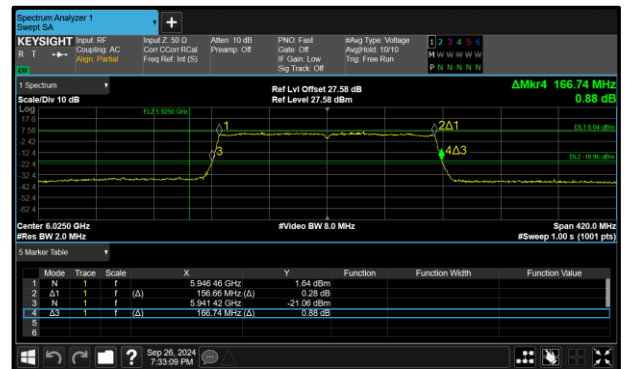 Spectrum Analyzer 1
Swept SA
+
KEYSIGHT Input: RF Input Z: 50 Ω Atten: 10 dB PNO: Fast #Avg Type: Voltage 1 2 3 4 5 6
R T Coupling: AC Corr CCorr RCal Preamp: Off Gate: Off Avg|Hold: 10/10 M W W W W W
Align: Partial Freq Ref: Int (S) IF Gain: Low Trig: Free Run
Sig Track: Off P N N N N N
1 Spectrum Ref Lvl Offset 27.58 dB ΔMkr4 166.74 MHz
Scale/Div 10 dB Ref Level 27.58 dBm 0.88 dB
Log
17.6
7.58
-2.42
-12.4
-22.4
-32.4
-42.4
-52.4
-62.4
1
2Δ1
DL1 6.04 dBm
3
4Δ3
DL2 -19.96 dBm
Center 6.0250 GHz #Video BW 8.0 MHz Span 420.0 MHz
#Res BW 2.0 MHz #Sweep 1.00 s (1001 pts)
5 Marker Table
Mode Trace Scale X Y Function Function Width Function Value
1 N 1 f 5.946 46 GHz 1.64 dBm
2 Δ1 1 f (Δ) 156.66 MHz (Δ) 0.28 dB
3 N 1 f 5.941 42 GHz -21.06 dBm
4 Δ3 1 f (Δ) 166.74 MHz (Δ) 0.88 dB
5
6
? Sep 26, 2024
7:33:09 PM